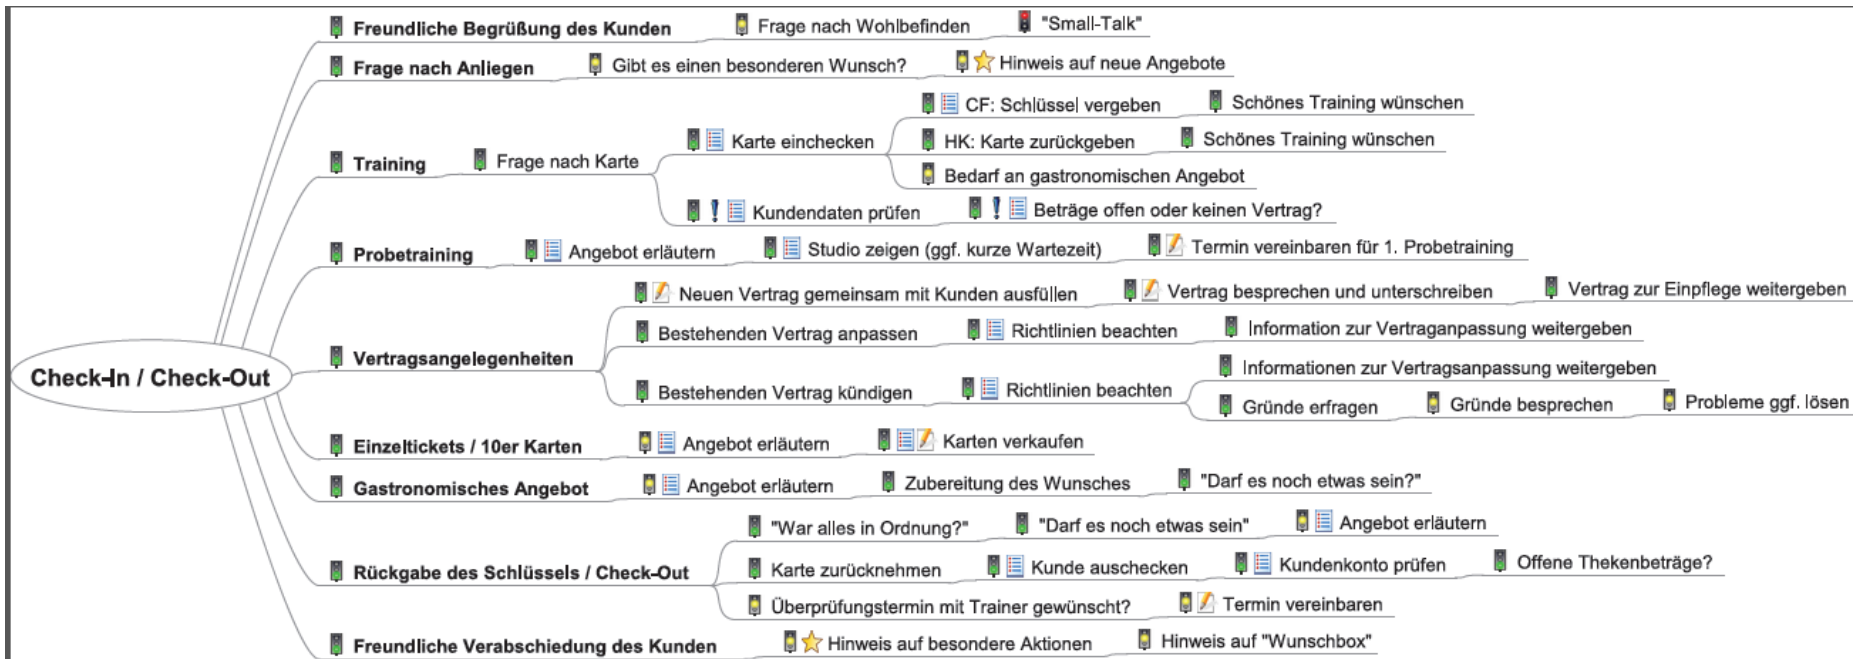 Check-In / Check-Out
Freundliche Begrüßung des Kunden
Frage nach Wohlbefinden
"Small-Talk"
Frage nach Anliegen
Gibt es einen besonderen Wunsch?
Hinweis auf neue Angebote
Training
Frage nach Karte
Karte einchecken
CF: Schlüssel vergeben
Schönes Training wünschen
HK: Karte zurückgeben
Schönes Training wünschen
Bedarf an gastronomischen Angebot
Kundendaten prüfen
Beträge offen oder keinen Vertrag?
Probetraining
Angebot erläutern
Studio zeigen (ggf. kurze Wartezeit)
Termin vereinbaren für 1. Probetraining
Vertragsangelegenheiten
Neuen Vertrag gemeinsam mit Kunden ausfüllen
Vertrag besprechen und unterschreiben
Vertrag zur Einpflege weitergeben
Bestehenden Vertrag anpassen
Richtlinien beachten
Information zur Vertraganpassung weitergeben
Bestehenden Vertrag kündigen
Richtlinien beachten
Informationen zur Vertragsanpassung weitergeben
Gründe erfragen
Gründe besprechen
Probleme ggf. lösen
Einzeltickets / 10er Karten
Angebot erläutern
Karten verkaufen
Gastronomisches Angebot
Angebot erläutern
Zubereitung des Wunsches
"Darf es noch etwas sein?"
Rückgabe des Schlüssels / Check-Out
"War alles in Ordnung?"
"Darf es noch etwas sein"
Angebot erläutern
Karte zurücknehmen
Kunde auschecken
Kundenkonto prüfen
Offene Thekenbeträge?
Überprüfungstermin mit Trainer gewünscht?
Termin vereinbaren
Freundliche Verabschiedung des Kunden
Hinweis auf besondere Aktionen
Hinweis auf "Wunschbox"